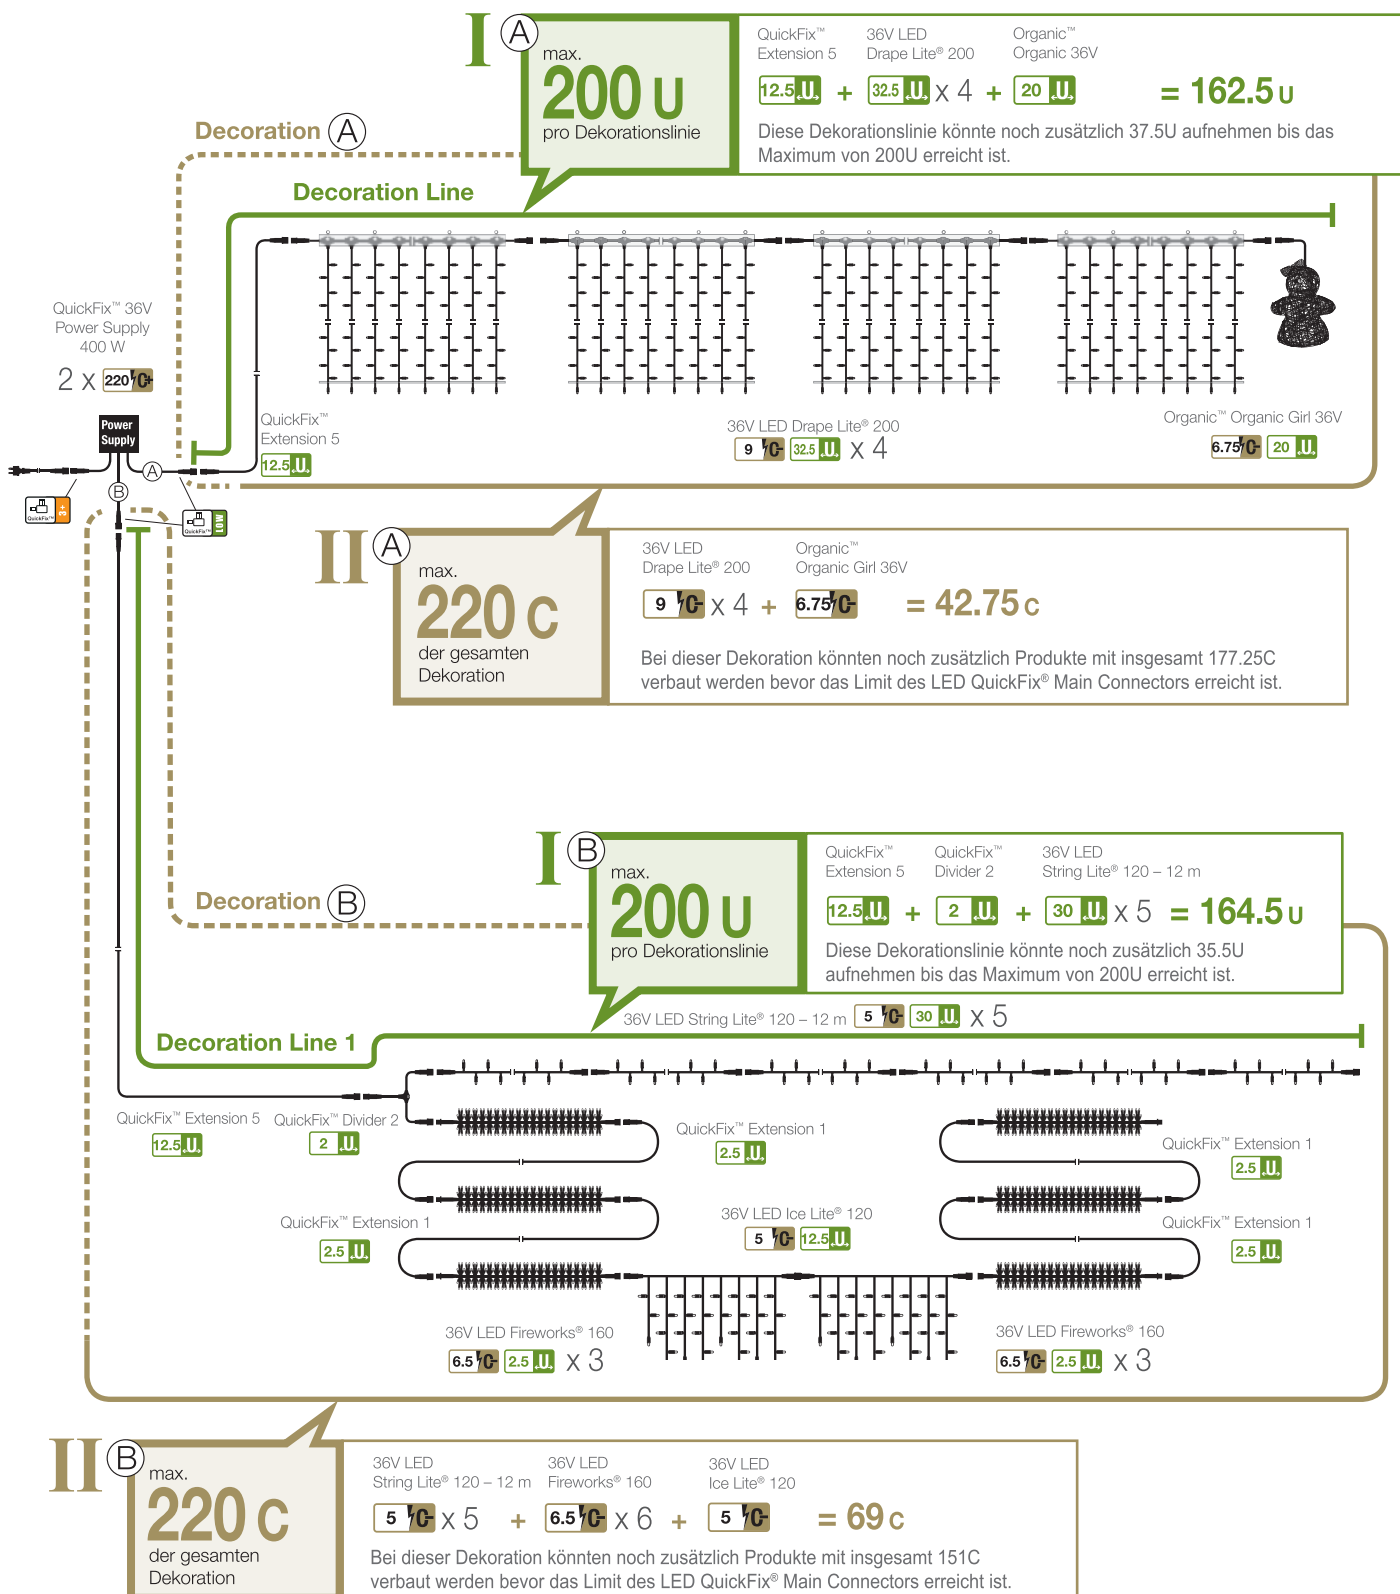 I A
max.
200 U
pro Dekorationslinie
QuickFix™ Extension 5
36V LED Drape Lite® 200
Organic™ Organic 36V
12.5 U + 32.5 U x 4 + 20 U = 162.5 U
Diese Dekorationslinie könnte noch zusätzlich 37.5U aufnehmen bis das
Maximum von 200U erreicht ist.
Decoration A
Decoration Line
QuickFix™ 36V
Power Supply
400 W
2 x 220 C+
Power
Supply
A
B
QuickFix™ 3+
QuickFix™ LOW
QuickFix™
Extension 5
12.5 U
36V LED Drape Lite® 200
9 C 32.5 U x 4
Organic™ Organic Girl 36V
6.75 C 20 U
II A
max.
220 C
der gesamten
Dekoration
36V LED Drape Lite® 200
Organic™ Organic Girl 36V
9 C x 4 + 6.75 C = 42.75 C
Bei dieser Dekoration könnten noch zusätzlich Produkte mit insgesamt 177.25C
verbaut werden bevor das Limit des LED QuickFix® Main Connectors erreicht ist.
I B
max.
200 U
pro Dekorationslinie
QuickFix™ Extension 5
QuickFix™ Divider 2
36V LED String Lite® 120 – 12 m
12.5 U + 2 U + 30 U x 5 = 164.5 U
Diese Dekorationslinie könnte noch zusätzlich 35.5U
aufnehmen bis das Maximum von 200U erreicht ist.
Decoration B
36V LED String Lite® 120 – 12 m 5 C 30 U x 5
Decoration Line 1
QuickFix™ Extension 5
12.5 U
QuickFix™ Divider 2
2 U
QuickFix™ Extension 1
2.5 U
QuickFix™ Extension 1
2.5 U
QuickFix™ Extension 1
2.5 U
36V LED Ice Lite® 120
5 C 12.5 U
QuickFix™ Extension 1
2.5 U
36V LED Fireworks® 160
6.5 C 2.5 U x 3
36V LED Fireworks® 160
6.5 C 2.5 U x 3
II B
max.
220 C
der gesamten
Dekoration
36V LED String Lite® 120 – 12 m
36V LED Fireworks® 160
36V LED Ice Lite® 120
5 C x 5 + 6.5 C x 6 + 5 C = 69 C
Bei dieser Dekoration könnten noch zusätzlich Produkte mit insgesamt 151C
verbaut werden bevor das Limit des LED QuickFix® Main Connectors erreicht ist.